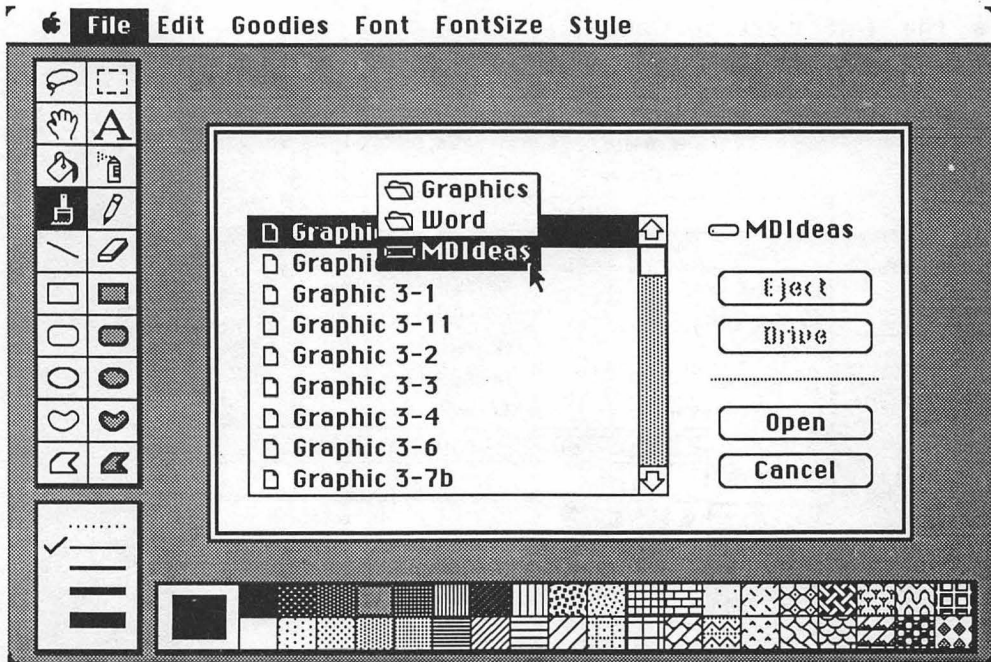 File Edit Goodies Font FontSize Style
A
Graphics
Word
MDIdeas
Graphi
Graphic
Graphic 3-1
Graphic 3-11
Graphic 3-2
Graphic 3-3
Graphic 3-4
Graphic 3-6
Graphic 3-7b
MDIdeas
Eject
Drive
Open
Cancel